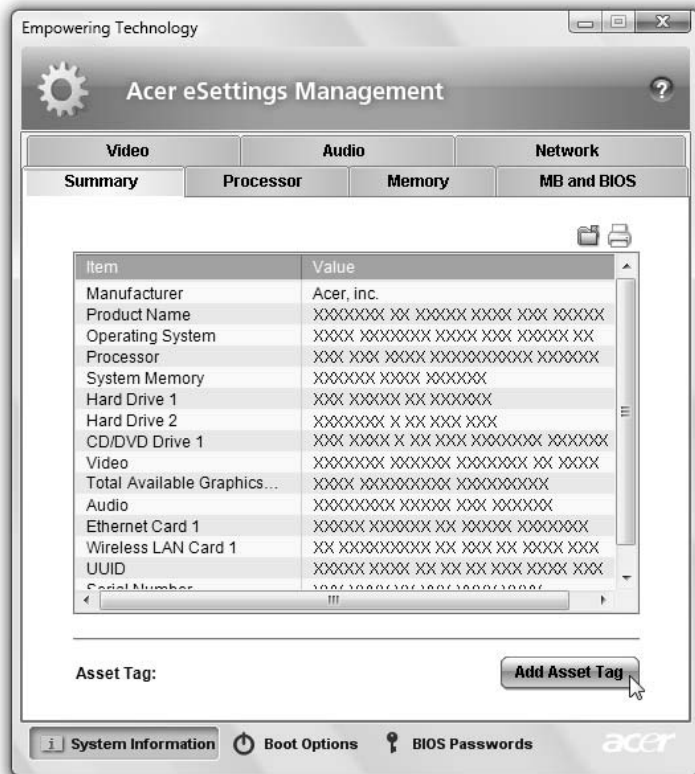 Empowering Technology
Acer eSettings Management
Video Audio Network
Summary Processor Memory MB and BIOS
Item Value
Manufacturer Acer, inc.
Product Name XXXXXXX XX XXXXX XXXX XXX XXXXX
Operating System XXXX XXXXXXX XXXX XXX XXXXX XX
Processor XXX XXX XXXX XXXXXXXXXXX XXXXXX
System Memory XXXXXX XXXX XXXXXX
Hard Drive 1 XXX XXXXX XX XXXXXX
Hard Drive 2 XXXXXXX X XX XXX XXX
CD/DVD Drive 1 XXX XXXX X XX XXX XXXXXXX XXXXXX
Video XXXXXXX XXXXXX XXXXXXX XX XXXX
Total Available Graphics... XXXX XXXXXXXXX XXXXXXXXX
Audio XXXXXXXX XXXXX XXX XXXXXX
Ethernet Card 1 XXXXX XXXXXX XX XXXXX XXXXXXX
Wireless LAN Card 1 XX XXXXXXXXX XX XXX XX XXXX XXX
UUID XXXXX XXXX XX XX XX XXX XXXX XXX
Serial Number
Asset Tag: Add Asset Tag
System Information Boot Options BIOS Passwords acer